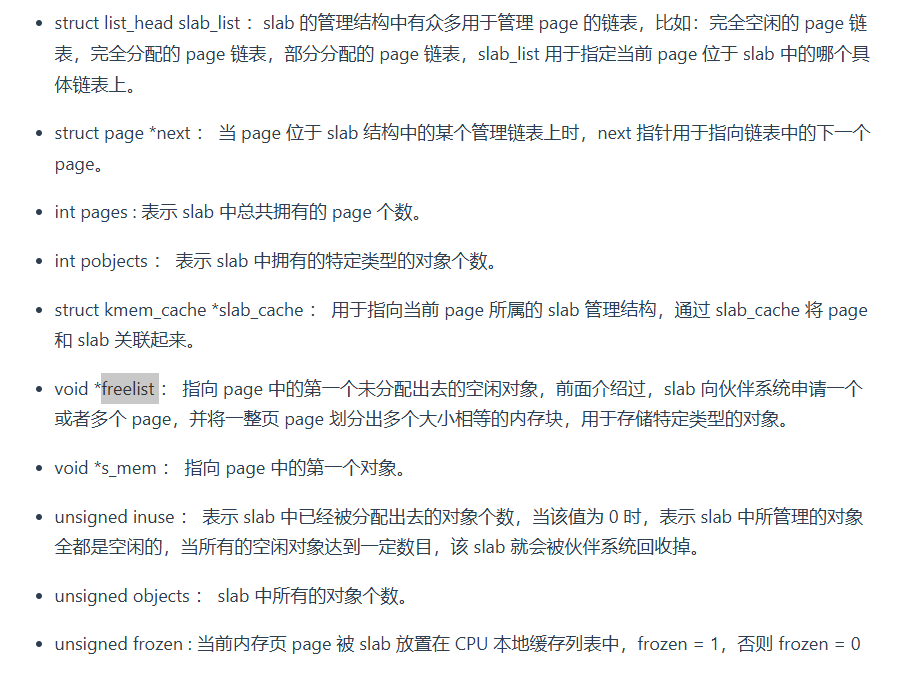 • struct list_head slab_list ：slab 的管理结构中有众多用于管理 page 的链表，比如：完全空闲的 page 链
表，完全分配的 page 链表，部分分配的 page 链表，slab_list 用于指定当前 page 位于 slab 中的哪个具
体链表上。
• struct page *next ： 当 page 位于 slab 结构中的某个管理链表上时，next 指针用于指向链表中的下一个
page。
• int pages : 表示 slab 中总共拥有的 page 个数。
• int pobjects ： 表示 slab 中拥有的特定类型的对象个数。
• struct kmem_cache *slab_cache ： 用于指向当前 page 所属的 slab 管理结构，通过 slab_cache 将 page
和 slab 关联起来。
• void *freelist ： 指向 page 中的第一个未分配出去的空闲对象，前面介绍过，slab 向伙伴系统申请一个
或者多个 page，并将一整页 page 划分出多个大小相等的内存块，用于存储特定类型的对象。
• void *s_mem ： 指向 page 中的第一个对象。
• unsigned inuse ： 表示 slab 中已经被分配出去的对象个数，当该值为 0 时，表示 slab 中所管理的对象
全都是空闲的，当所有的空闲对象达到一定数目，该 slab 就会被伙伴系统回收掉。
• unsigned objects ： slab 中所有的对象个数。
• unsigned frozen : 当前内存页 page 被 slab 放置在 CPU 本地缓存列表中，frozen = 1，否则 frozen = 0